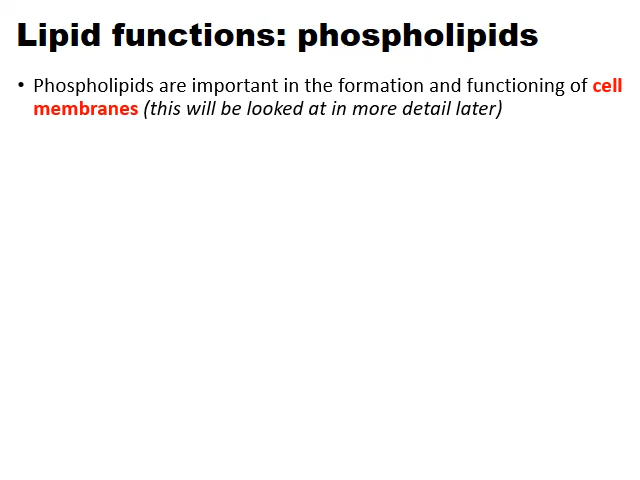 Lipid functions: phospholipids
• Phospholipids are important in the formation and functioning of cell
membranes (this will be looked at in more detail later)